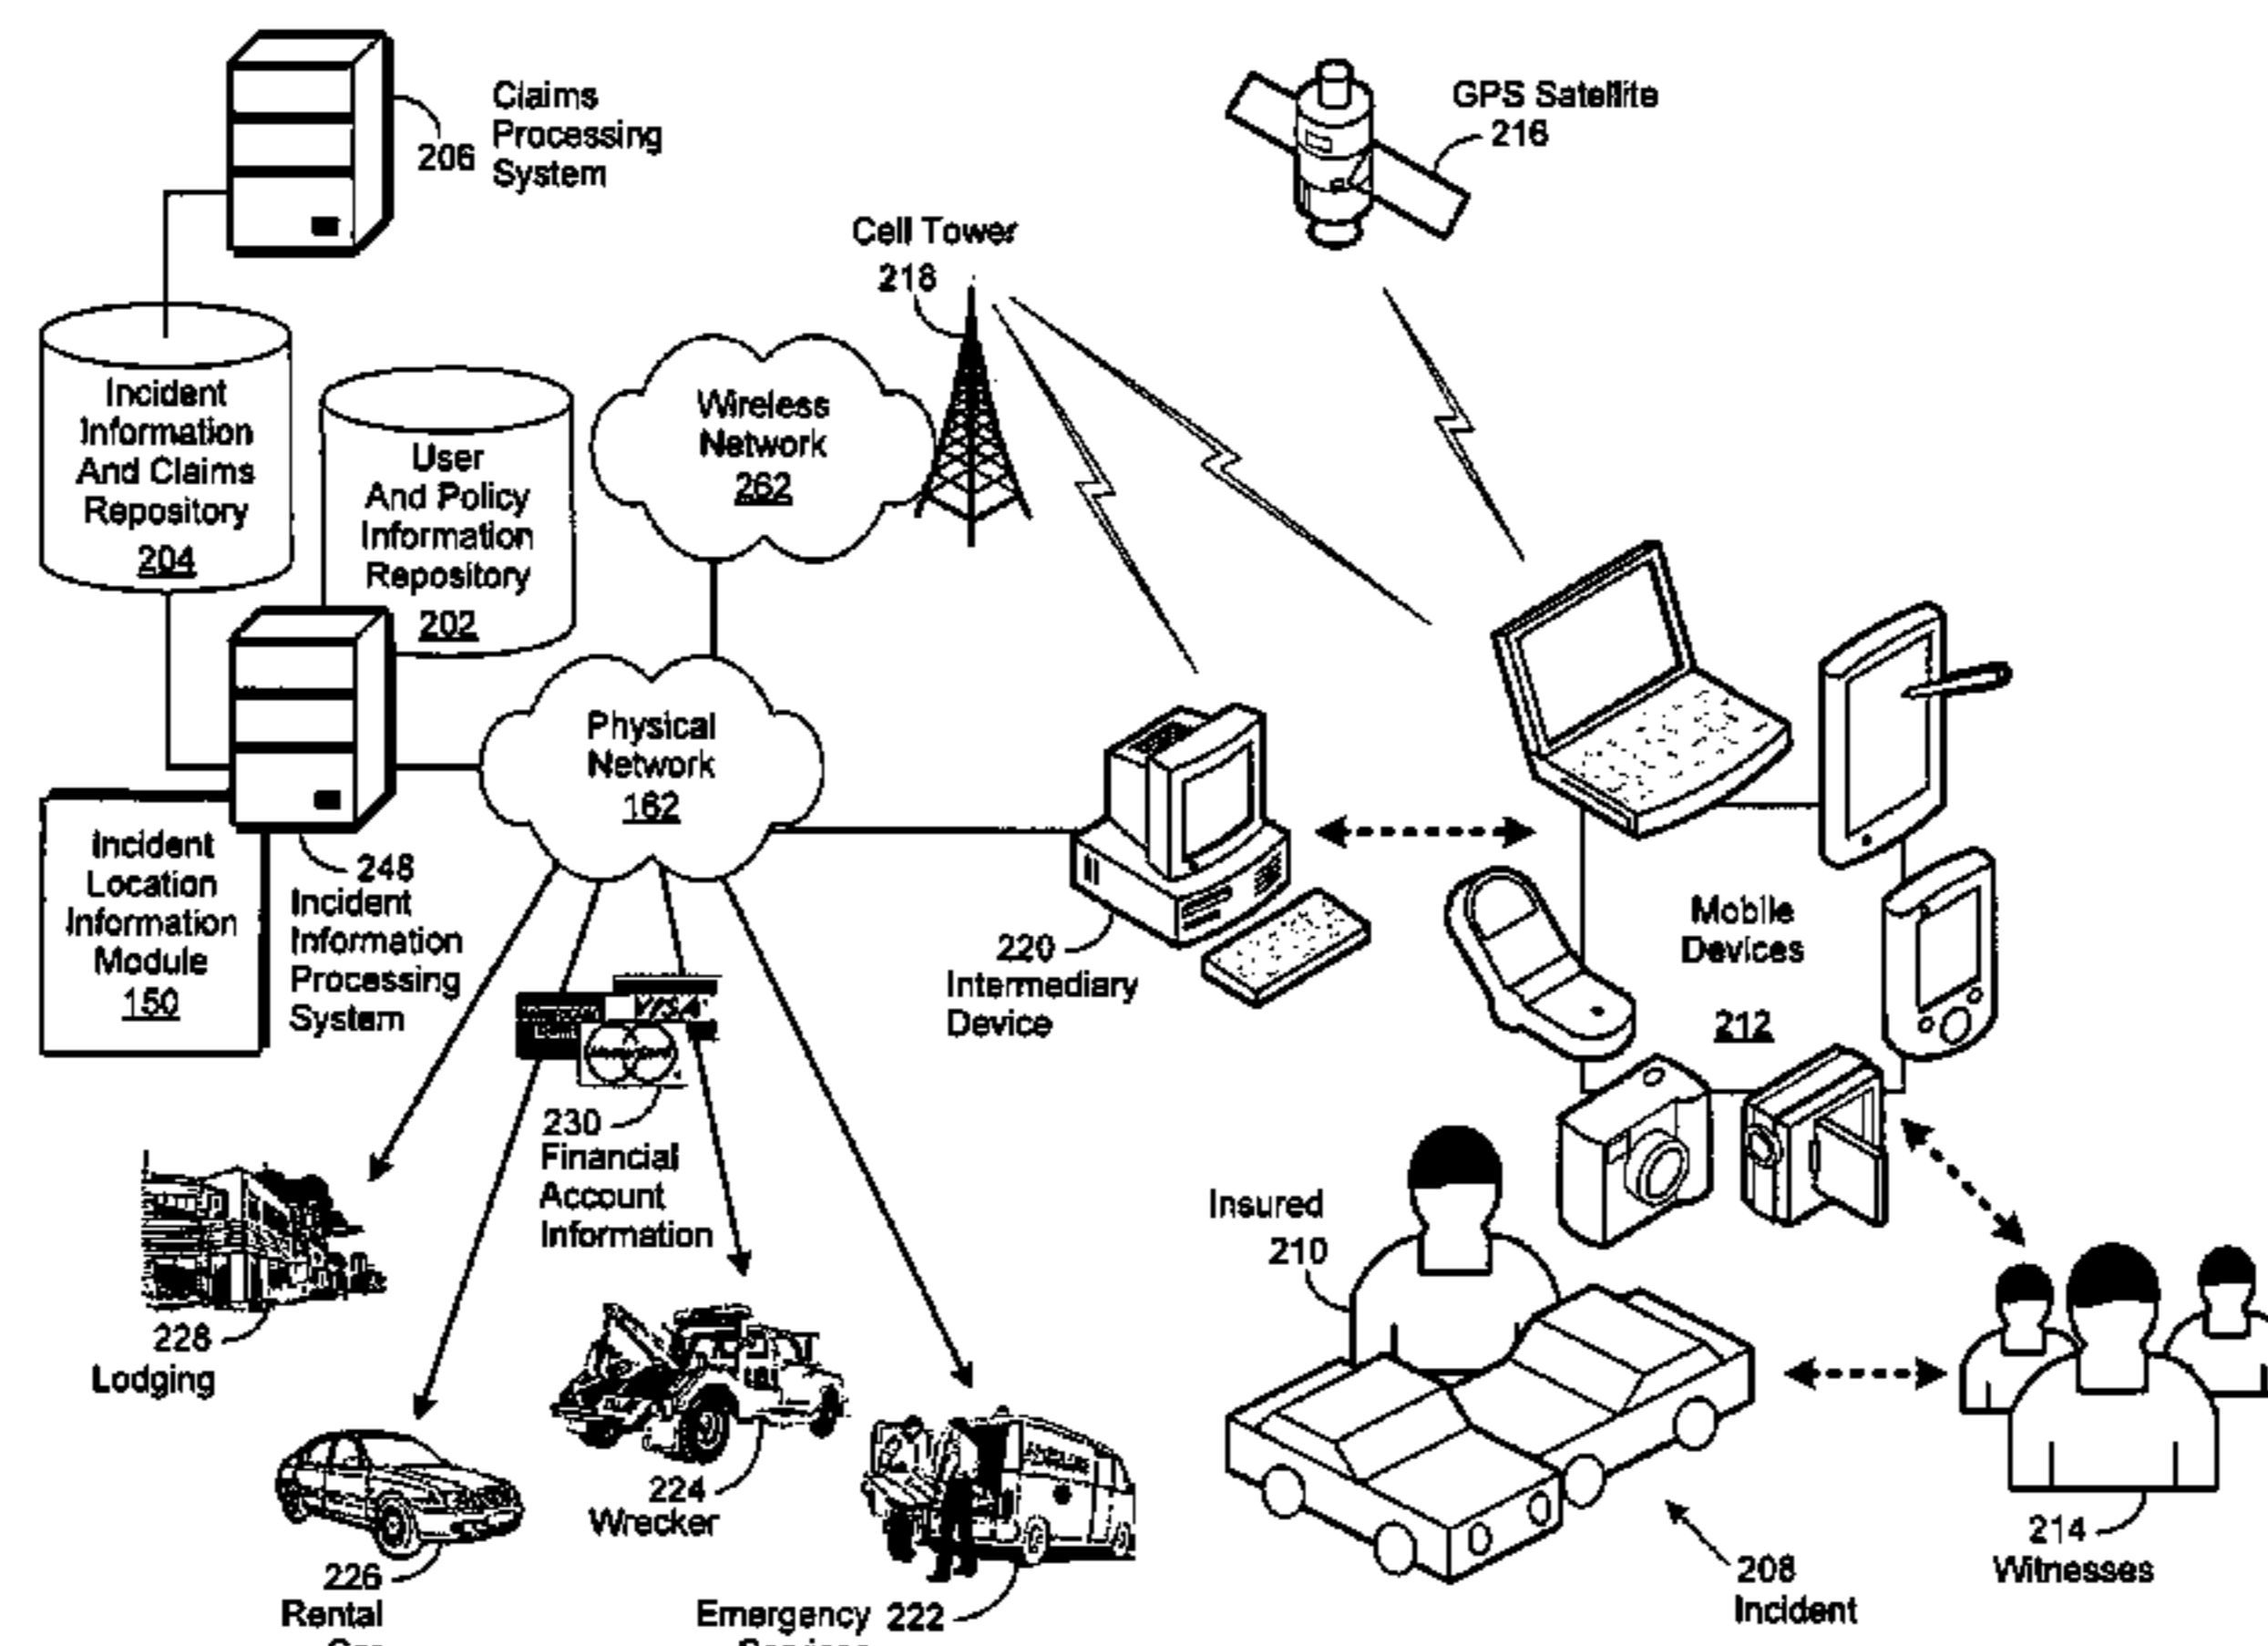 Claims
Processing
System
206
GPS Satellite
216
Cell Tower
218
Incident
Information
And Claims
Repository
204
User
And Policy
Information
Repository
202
Wireless
Network
262
Physical
Network
162
Incident
Location
Information
Module
150
248
Incident
Information
Processing
System
220
Intermediary
Device
Mobile
Devices
212
VISA
230
Financial
Account
Information
Insured
210
228
Lodging
224
Wrecker
226
Rental
Emergency 222
214
Witnesses
208
Incident